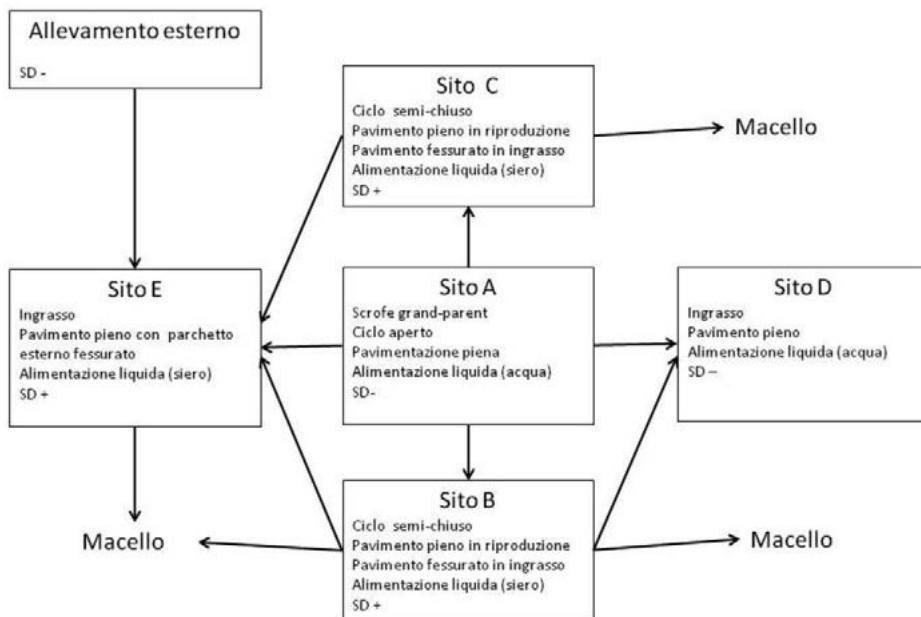 Allevamento esterno
SD -
Sito C
Ciclo semi-chiuso
Pavimento pieno in riproduzione
Pavimento fessurato in ingrasso
Alimentazione liquida (siero)
SD +
Macello
Sito E
Ingrasso
Pavimento pieno con parchetto
esterno fessurato
Alimentazione liquida (siero)
SD +
Sito A
Scrofe grand-parent
Ciclo aperto
Pavimentazione piena
Alimentazione liquida (acqua)
SD-
Sito D
Ingrasso
Pavimento pieno
Alimentazione liquida (acqua)
SD –
Macello
Sito B
Ciclo semi-chiuso
Pavimento pieno in riproduzione
Pavimento fessurato in ingrasso
Alimentazione liquida (siero)
SD +
Macello